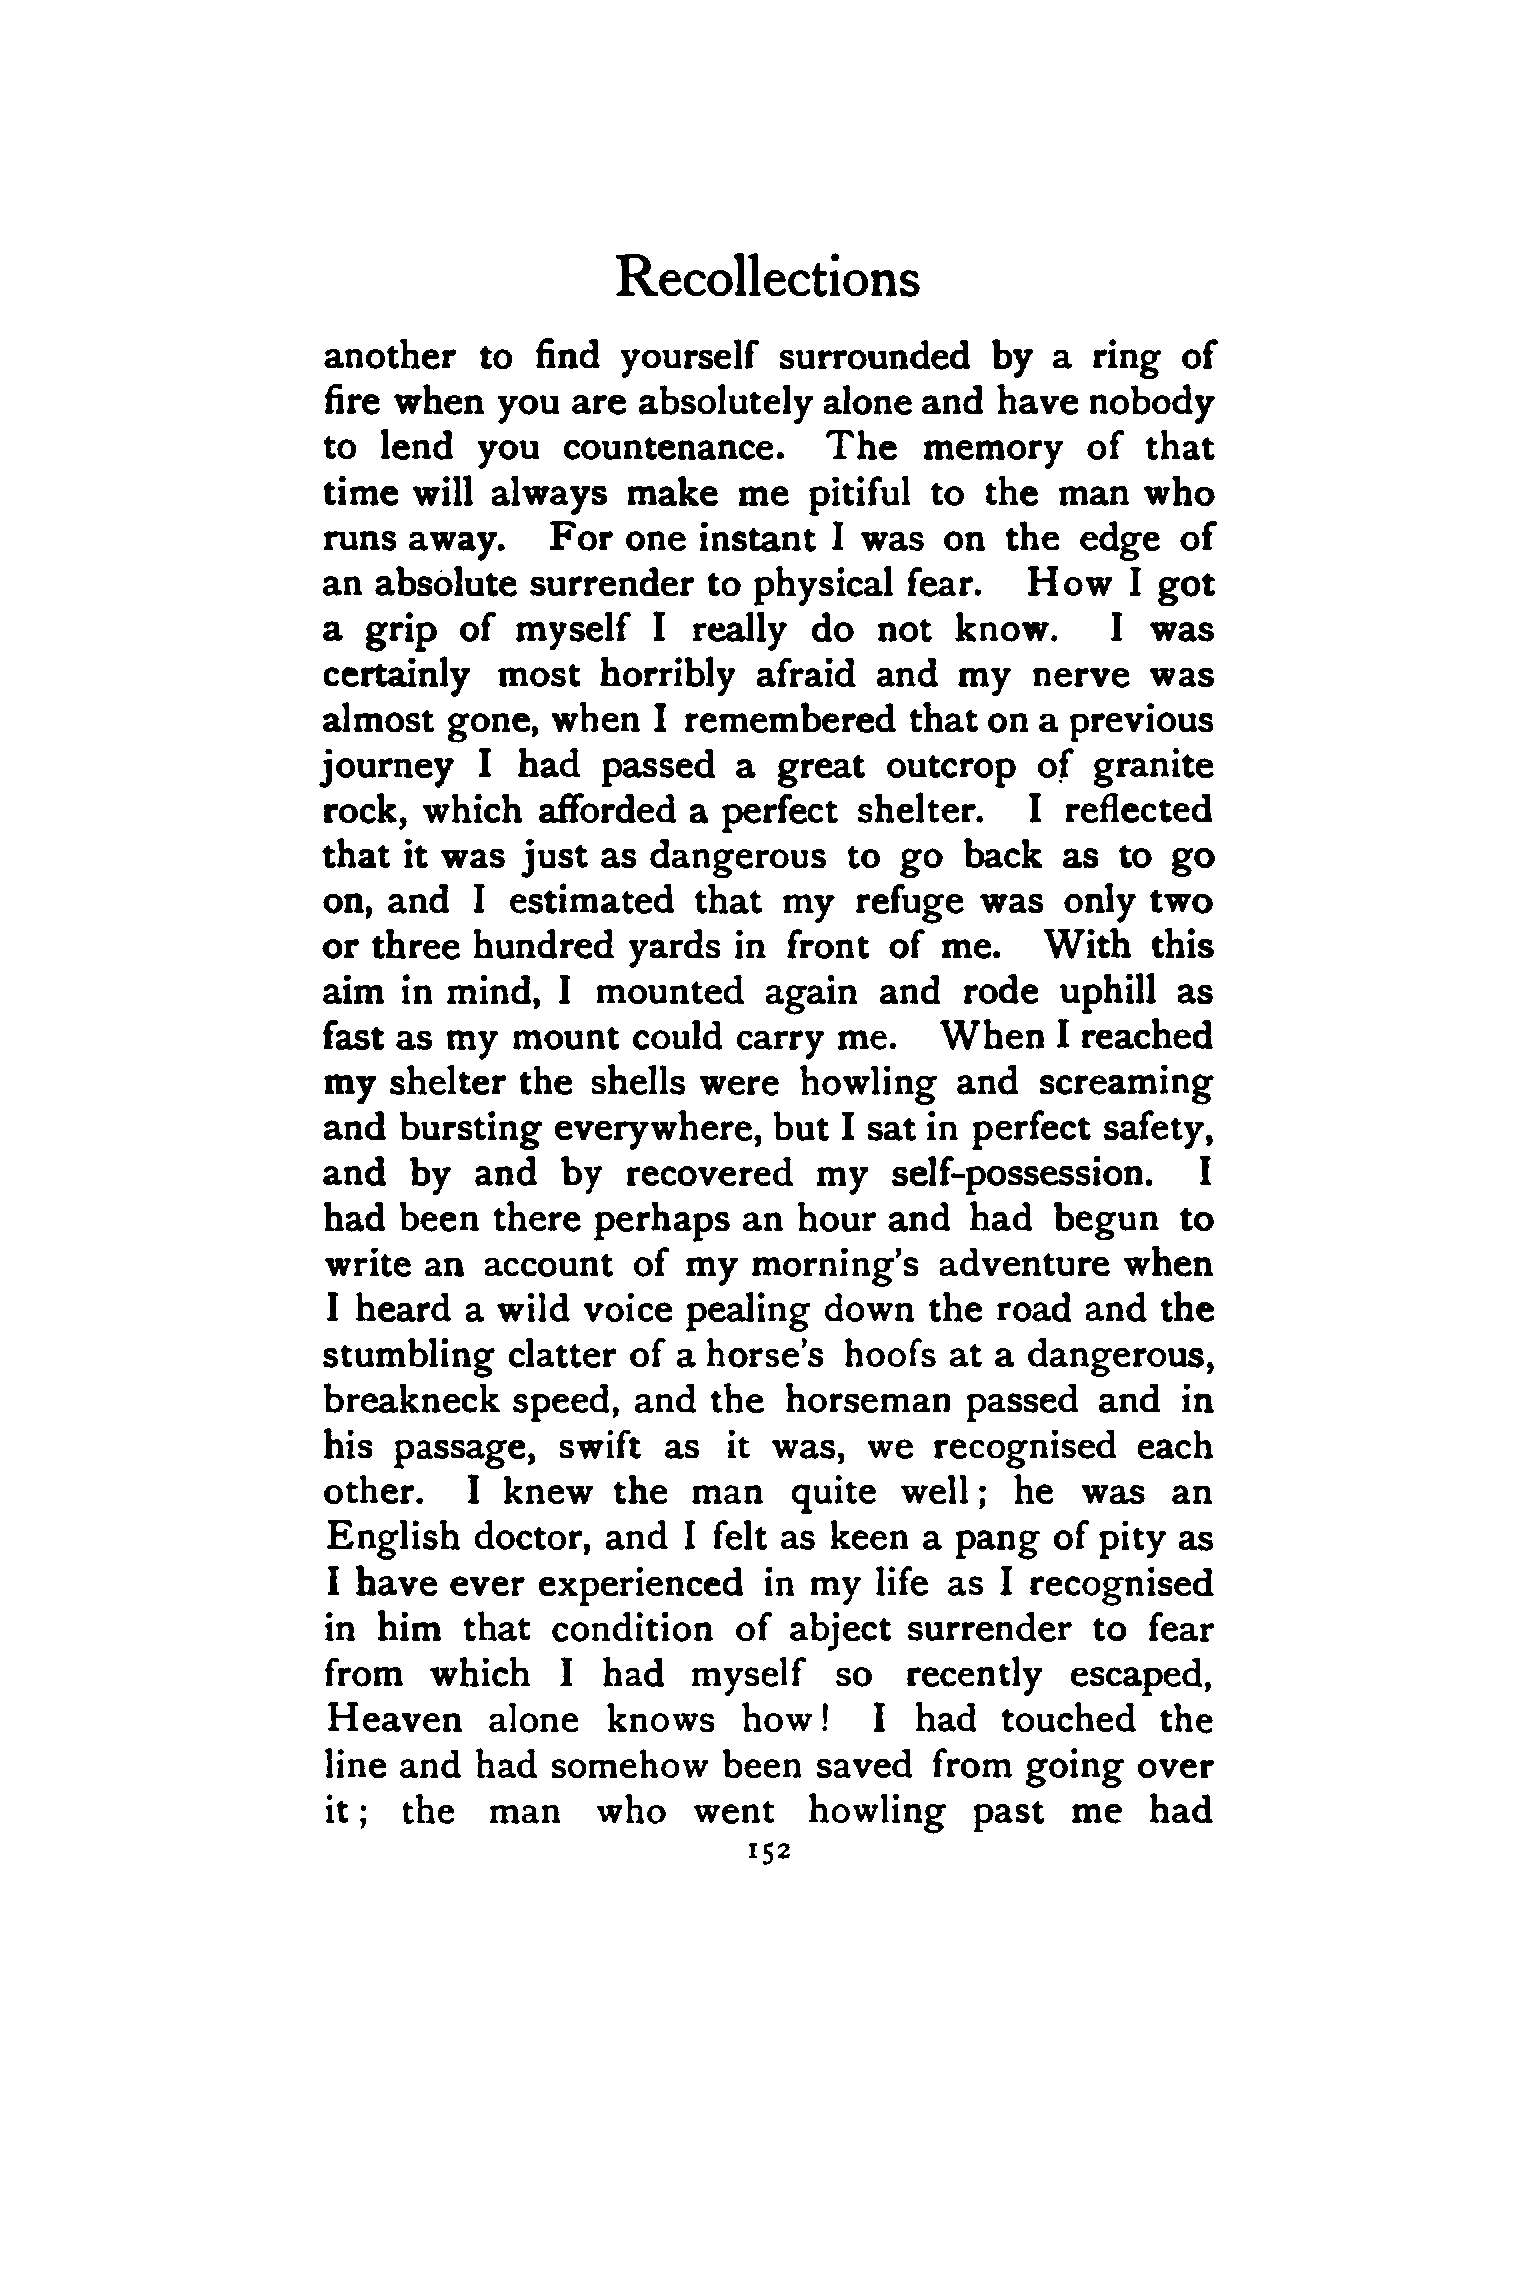 Recollections
another to find yourself surrounded by a ring of
fire when you are absolutely alone and have nobody
to lend you countenance. The memory of that
time will always make me pitiful to the man who
runs away. For one instant I was on the edge of
an absolute surrender to physical fear. How I got
a grip of myself I really do not know. I was
certainly most horribly afraid and my nerve was
almost gone, when I remembered that on a previous
journey I had passed a great outcrop of granite
rock, which afforded a perfect shelter. I reflected
that it was just as dangerous to go back as to go
on, and I estimated that my refuge was only two
or three hundred yards in front of me. With this
aim in mind, I mounted again and rode uphill as
fast as my mount could carry me. When I reached
my shelter the shells were howling and screaming
and bursting everywhere, but I sat in perfect safety,
and by and by recovered my self-possession. I
had been there perhaps an hour and had begun to
write an account of my morning's adventure when
I heard a wild voice pealing down the road and the
stumbling clatter of a horse's hoofs at a dangerous,
breakneck speed, and the horseman passed and in
his passage, swift as it was, we recognised each
other. I knew the man quite well; he was an
English doctor, and I felt as keen a pang of pity as
I have ever experienced in my life as I recognised
in him that condition of abject surrender to fear
from which I had myself so recently escaped,
Heaven alone knows how! I had touched the
line and had somehow been saved from going over
it; the man who went howling past me had
152